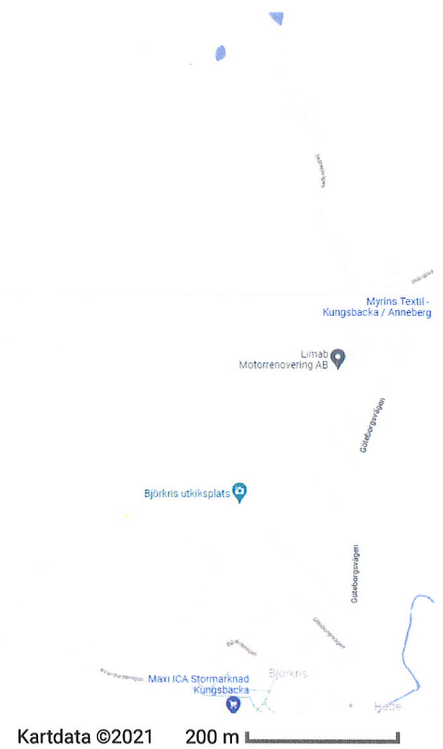 Myrins Textil -
Kungsbacka / Anneberg
Limab
Motorrenovering AB
Göteborgsvägen
Björkris utkiksplats
Göteborgsvägen
Göteborgsvägen
Maxi ICA Stormarknad
Kungsbacka
Björkris
Hede
Kartdata ©2021
200 m